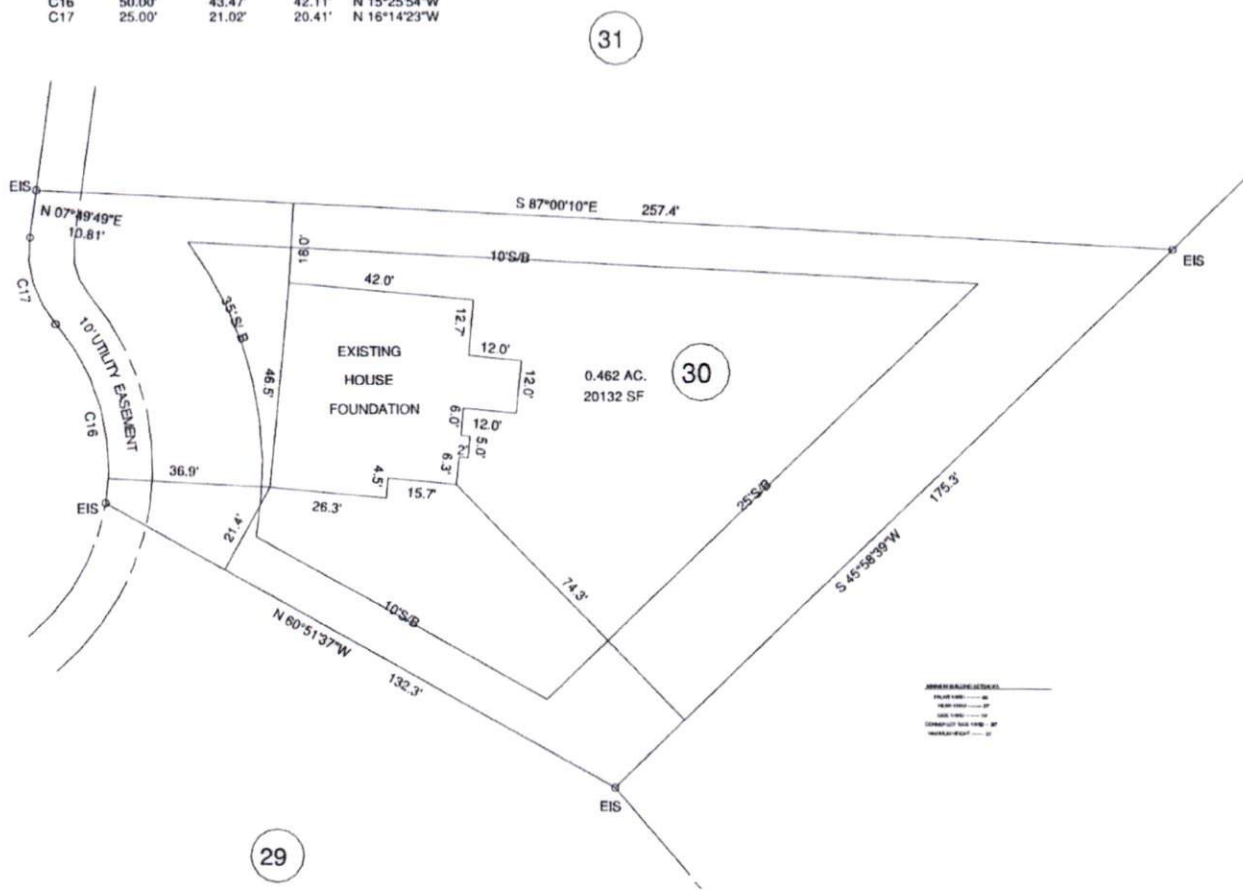 C16 50.00' 43.47' 42.11' N 15°25'54"W
C17 25.00' 21.02' 20.41' N 16°14'23"W
31
EIS
N 07°49'49"E
10.81'
S 87°00'10"E 257.4'
EIS
C17
10' UTILITY EASEMENT
C16
35' S/B
10'S/B
18.0'
42.0'
12.7'
12.0'
12.0'
12.0'
6.0'
5.0'
2'
6.3'
46.5'
EXISTING
HOUSE
FOUNDATION
0.462 AC.
20132 SF
30
36.9'
26.3'
4.5'
15.7'
21.4'
EIS
74.3'
25'S/B
175.3'
S 45°58'39"W
10'S/B
N 60°51'37"W
132.3'
EIS
29